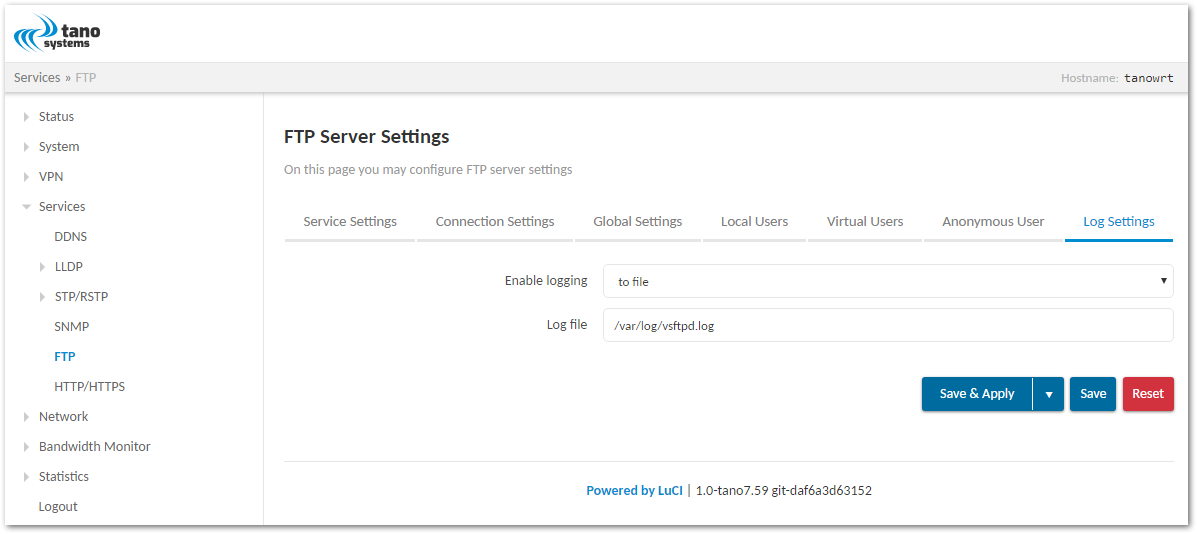 tano
systems
Services » FTP
Hostname: tanowrt
Status
System
VPN
Services
DDNS
LLDP
STP/RSTP
SNMP
FTP
HTTP/HTTPS
Network
Bandwidth Monitor
Statistics
Logout
FTP Server Settings
On this page you may configure FTP server settings
Service Settings Connection Settings Global Settings Local Users Virtual Users Anonymous User Log Settings
Enable logging to file
Log file /var/log/vsftpd.log
Save & Apply Save Reset
Powered by LuCI | 1.0-tano7.59 git-daf6a3d63152